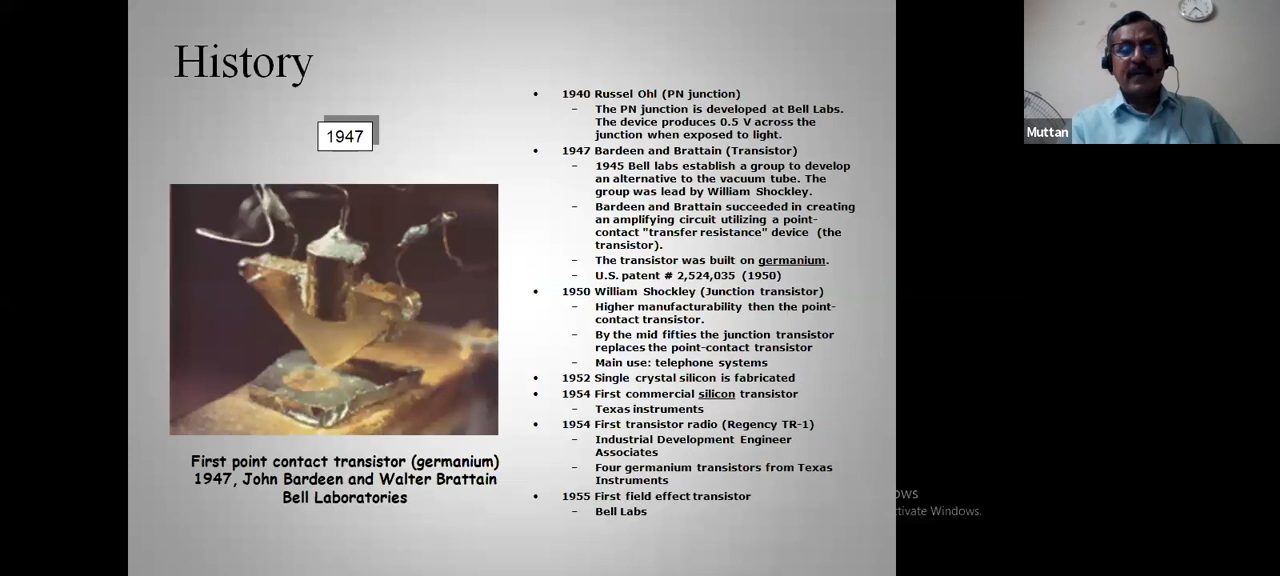 History
1947
First point contact transistor (germanium)
1947, John Bardeen and Walter Brattain
Bell Laboratories
• 1940 Russel Ohl (PN junction)
– The PN junction is developed at Bell Labs.
The device produces 0.5 V across the
junction when exposed to light.
• 1947 Bardeen and Brattain (Transistor)
– 1945 Bell labs establish a group to develop
an alternative to the vacuum tube. The
group was lead by William Shockley.
– Bardeen and Brattain succeeded in creating
an amplifying circuit utilizing a point-
contact "transfer resistance" device (the
transistor).
– The transistor was built on germanium.
– U.S. patent # 2,524,035 (1950)
• 1950 William Shockley (Junction transistor)
– Higher manufacturability then the point-
contact transistor.
– By the mid fifties the junction transistor
replaces the point-contact transistor
– Main use: telephone systems
• 1952 Single crystal silicon is fabricated
• 1954 First commercial silicon transistor
– Texas instruments
• 1954 First transistor radio (Regency TR-1)
– Industrial Development Engineer
Associates
– Four germanium transistors from Texas
Instruments
• 1955 First field effect transistor
– Bell Labs
Muttan
ows
tivate Windows.